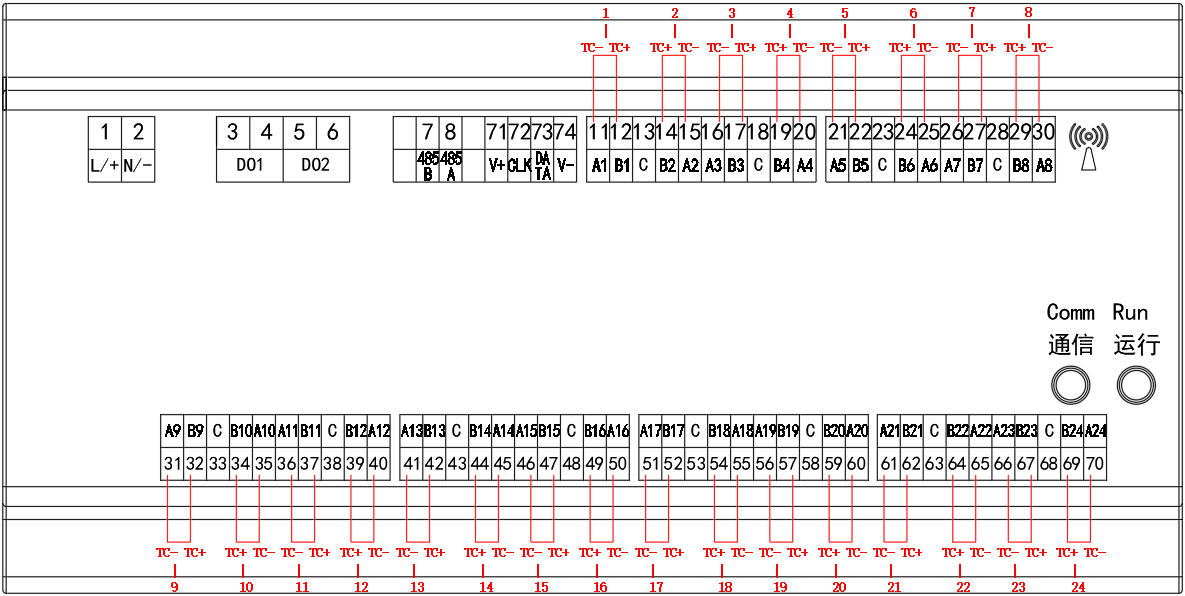 1 2 3 4 5 6 7 8
TC- TC+ TC+ TC- TC- TC+ TC+ TC- TC- TC+ TC+ TC- TC- TC+ TC+ TC-
1 2 3 4 5 6 7 8 71 72 73 74 11 12 13 14 15 16 17 18 19 20 21 22 23 24 25 26 27 28 29 30
L/+ N/- DO1 DO2 485 B 485 A V+ CLK DA TA V- A1 B1 C B2 A2 A3 B3 C B4 A4 A5 B5 C B6 A6 A7 B7 C B8 A8
Comm Run
通信 运行
A9 B9 C B10 A10 A11 B11 C B12 A12 A13 B13 C B14 A14 A15 B15 C B16 A16 A17 B17 C B18 A18 A19 B19 C B20 A20 A21 B21 C B22 A22 A23 B23 C B24 A24
31 32 33 34 35 36 37 38 39 40 41 42 43 44 45 46 47 48 49 50 51 52 53 54 55 56 57 58 59 60 61 62 63 64 65 66 67 68 69 70
TC- TC+ TC+ TC- TC- TC+ TC+ TC- TC- TC+ TC+ TC- TC- TC+ TC+ TC- TC- TC+ TC+ TC- TC- TC+ TC+ TC- TC- TC+ TC+ TC- TC- TC+ TC+ TC-
9 10 11 12 13 14 15 16 17 18 19 20 21 22 23 24